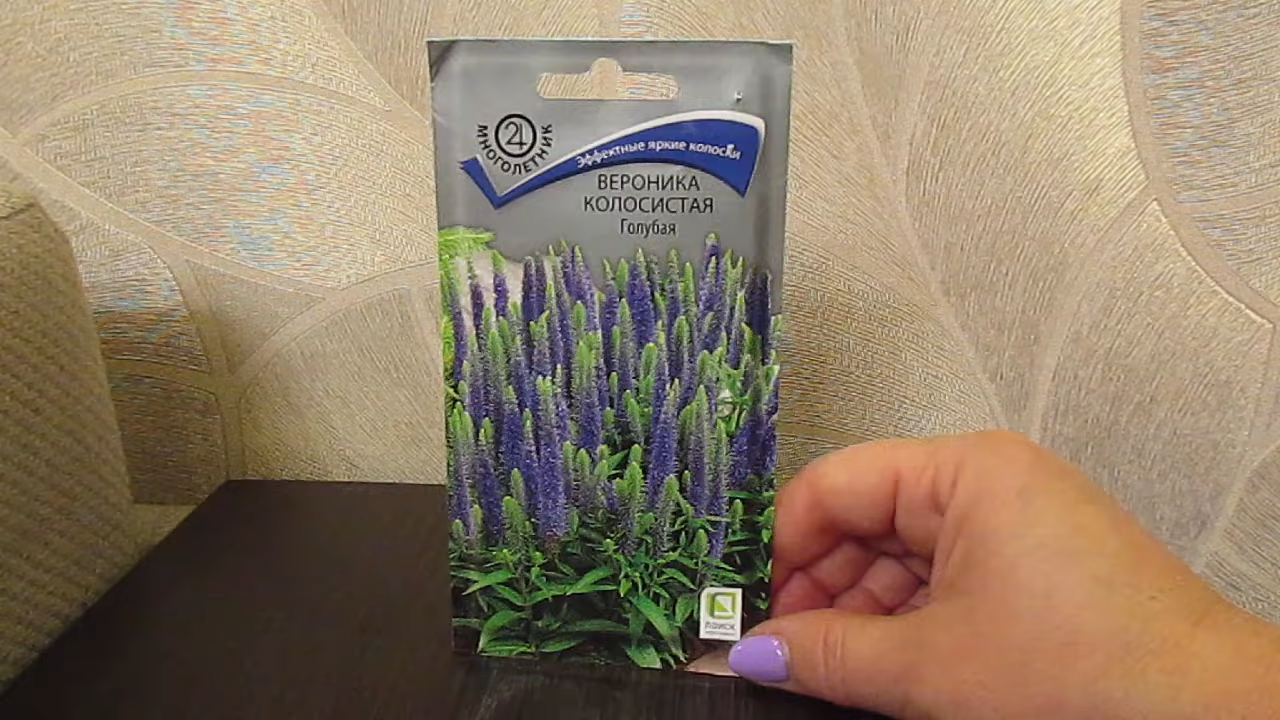 МНОГОЛЕТНИК
Эффектные яркие колоски
ВЕРОНИКА
КОЛОСИСТАЯ
Голубая
ПОИСК